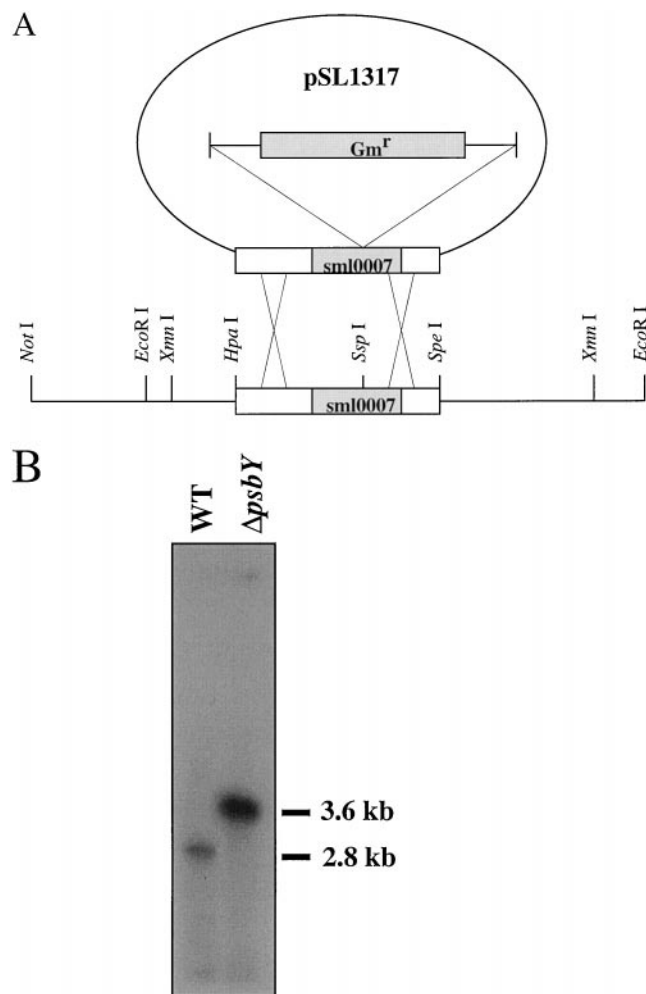 A
pSL1317
Gmʳ
sml0007
Not I
EcoR I
Xmn I
Hpa I
Ssp I
Spe I
Xmn I
EcoR I
sml0007
B
WT
ΔpsbY
3.6 kb
2.8 kb